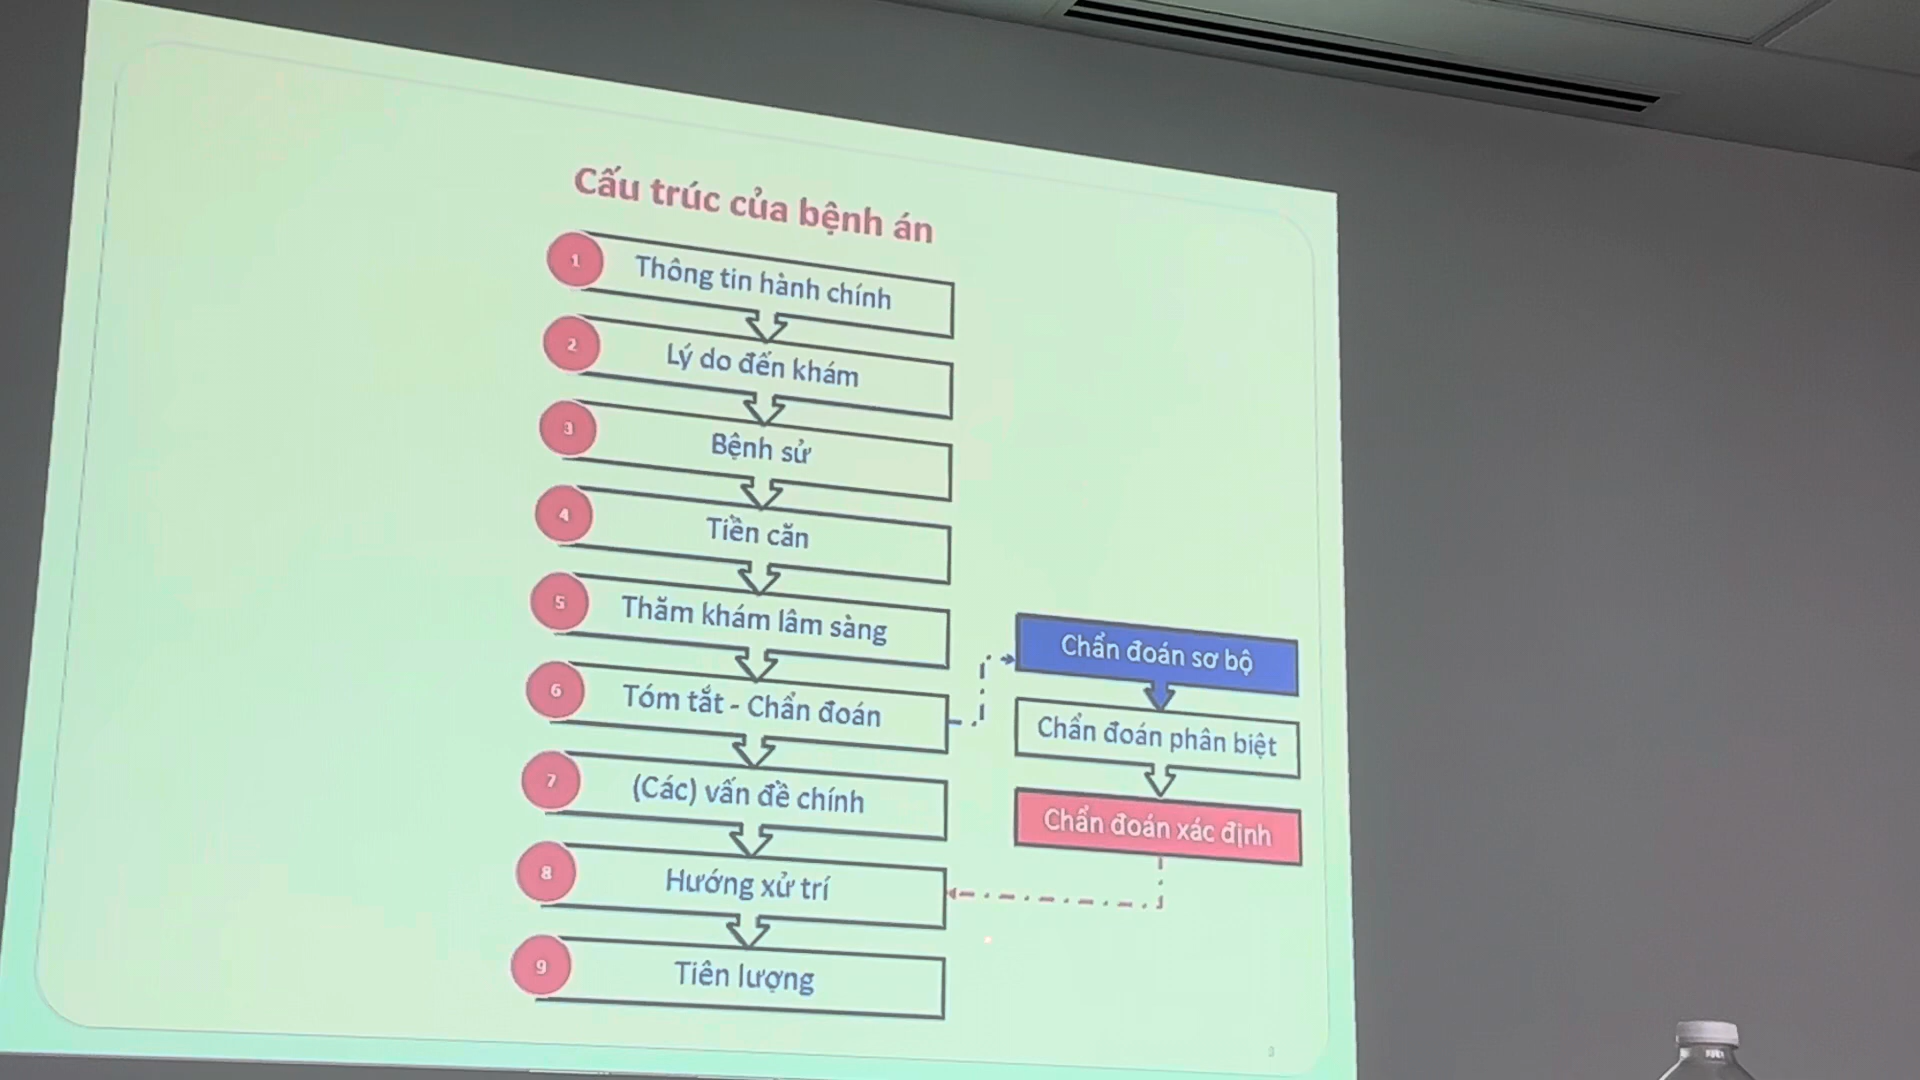 Cấu trúc của bệnh án
1
Thông tin hành chính
2
Lý do đến khám
3
Bệnh sử
4
Tiền căn
5
Thăm khám lâm sàng
6
Tóm tắt - Chẩn đoán
7
(Các) vấn đề chính
8
Hướng xử trí
9
Tiên lượng
Chẩn đoán sơ bộ
Chẩn đoán phân biệt
Chẩn đoán xác định